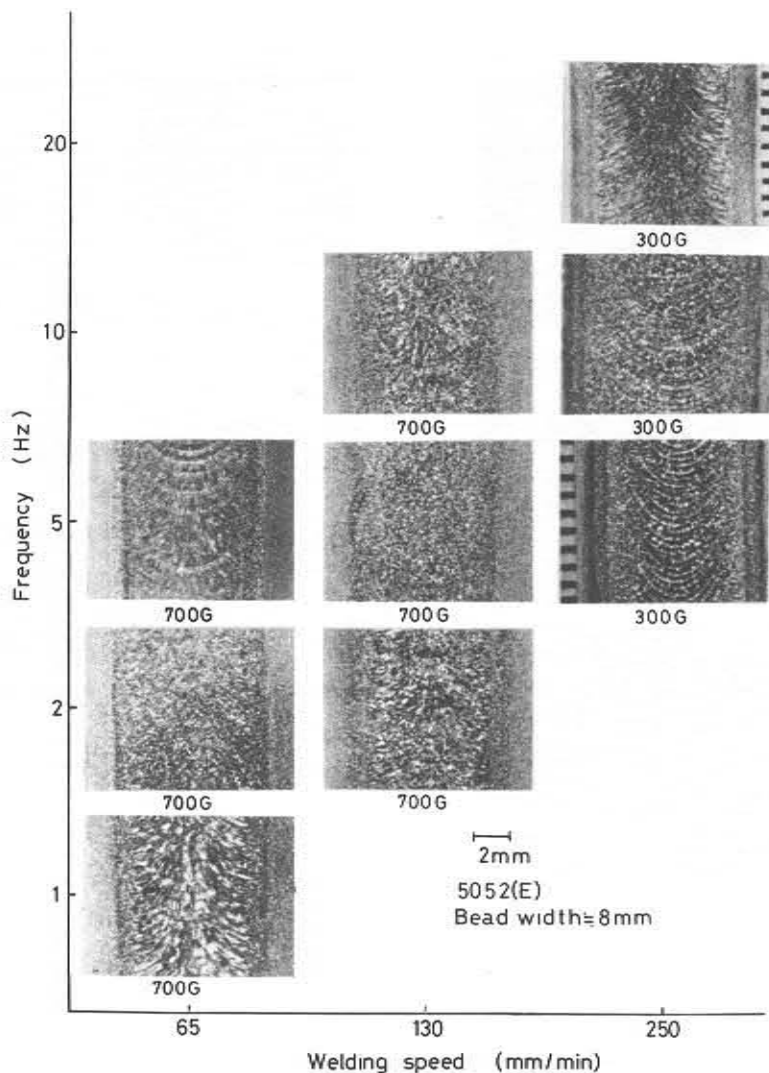 20
300G
10
700G 300G
Frequency (Hz)
5
700G 700G 300G
2
700G 700G
2mm
5052(E)
Bead width≒8mm
1
700G
65 130 250
Welding speed (mm/min)